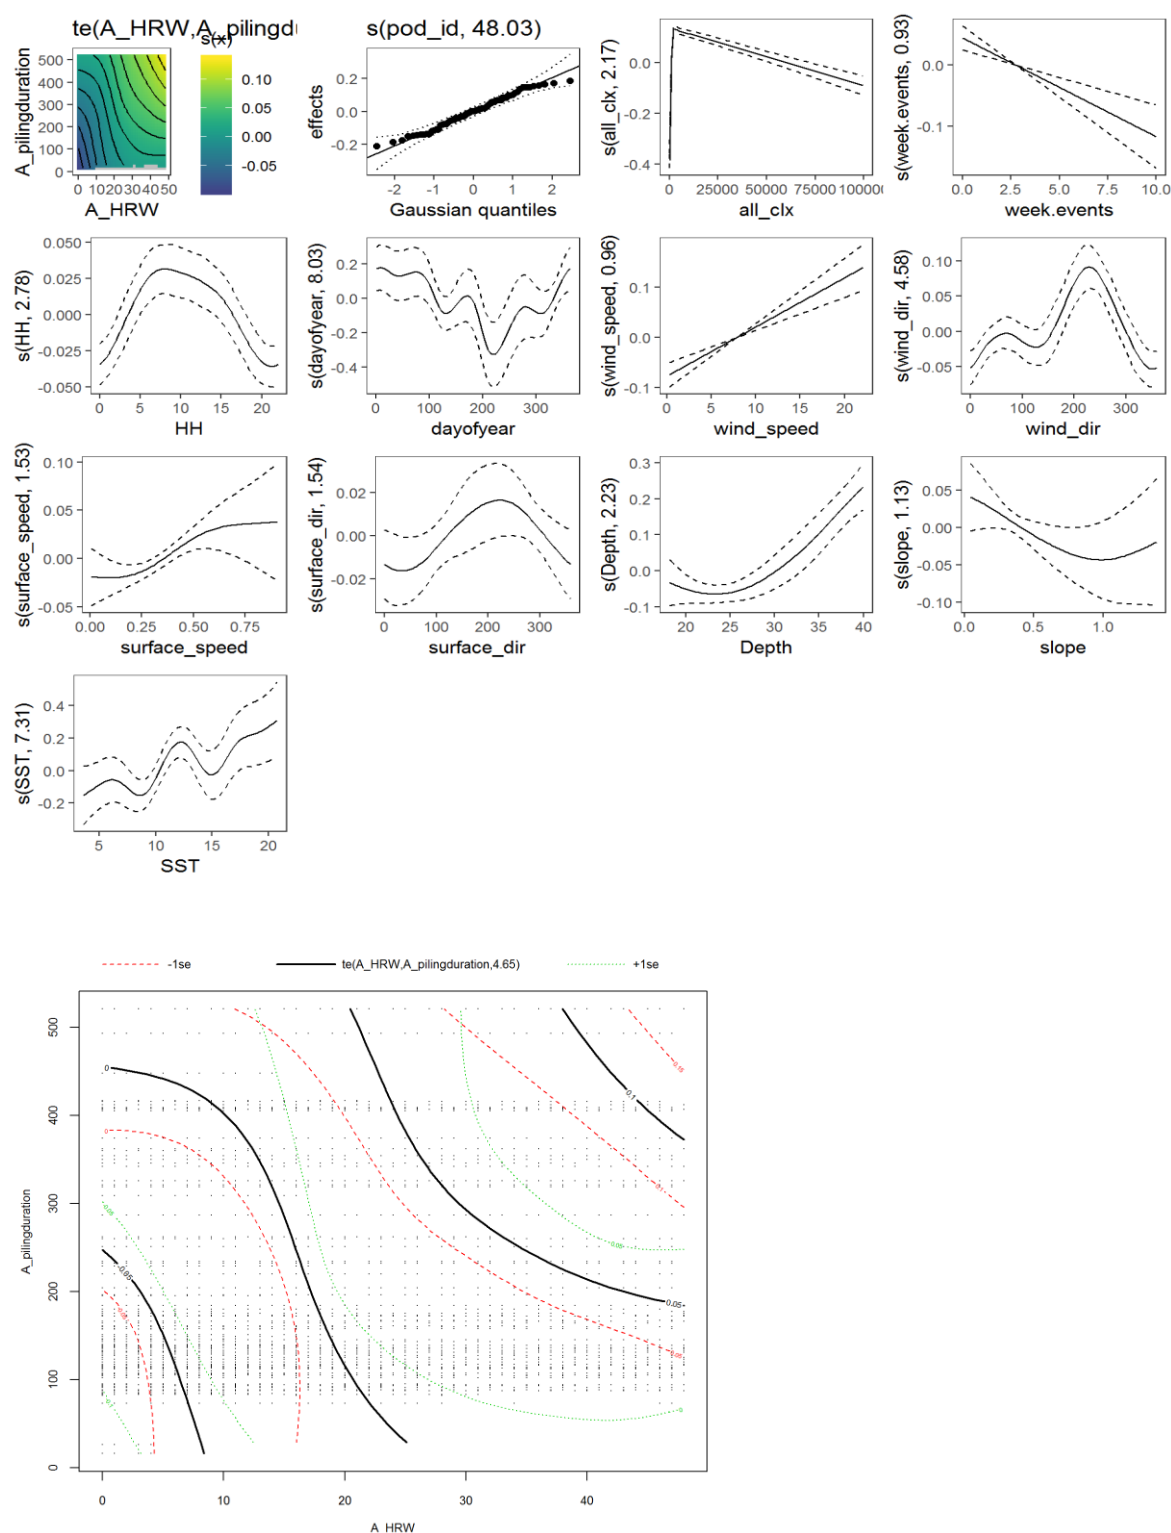 te(A_HRW,A_pilingdu
s(x)
A_pilingduration
500
400
300
200
100
0
0 10 20 30 40 50
A_HRW
0.10
0.05
0.00
-0.05
s(pod_id, 48.03)
effects
0.2
0.0
-0.2
-2 -1 0 1 2
Gaussian quantiles
s(all_clx, 2.17)
0.0
-0.2
-0.4
0 25000 50000 75000 10000
all_clx
s(week.events, 0.93)
0.0
-0.1
0.0 2.5 5.0 7.5 10.0
week.events
s(HH, 2.78)
0.050
0.025
0.000
-0.025
-0.050
0 5 10 15 20
HH
s(dayofyear, 8.03)
0.2
0.0
-0.2
-0.4
0 100 200 300
dayofyear
s(wind_speed, 0.96)
0.1
0.0
-0.1
0 5 10 15 20
wind_speed
s(wind_dir, 4.58)
0.10
0.05
0.00
-0.05
0 100 200 300
wind_dir
s(surface_speed, 1.53)
0.10
0.05
0.00
-0.05
0.00 0.25 0.50 0.75
surface_speed
s(surface_dir, 1.54)
0.02
0.00
-0.02
0 100 200 300
surface_dir
s(Depth, 2.23)
0.3
0.2
0.1
0.0
-0.1
20 25 30 35 40
Depth
s(slope, 1.13)
0.05
0.00
-0.05
-0.10
0.0 0.5 1.0
slope
s(SST, 7.31)
0.4
0.2
0.0
-0.2
5 10 15 20
SST
-1se te(A_HRW,A_pilingduration,4.65) +1se
A_pilingduration
500
400
300
200
100
0
0
0
-0.05
0.05
0.1
0.15
0.1
0.05
0.05
0
0 10 20 30 40
A_HRW